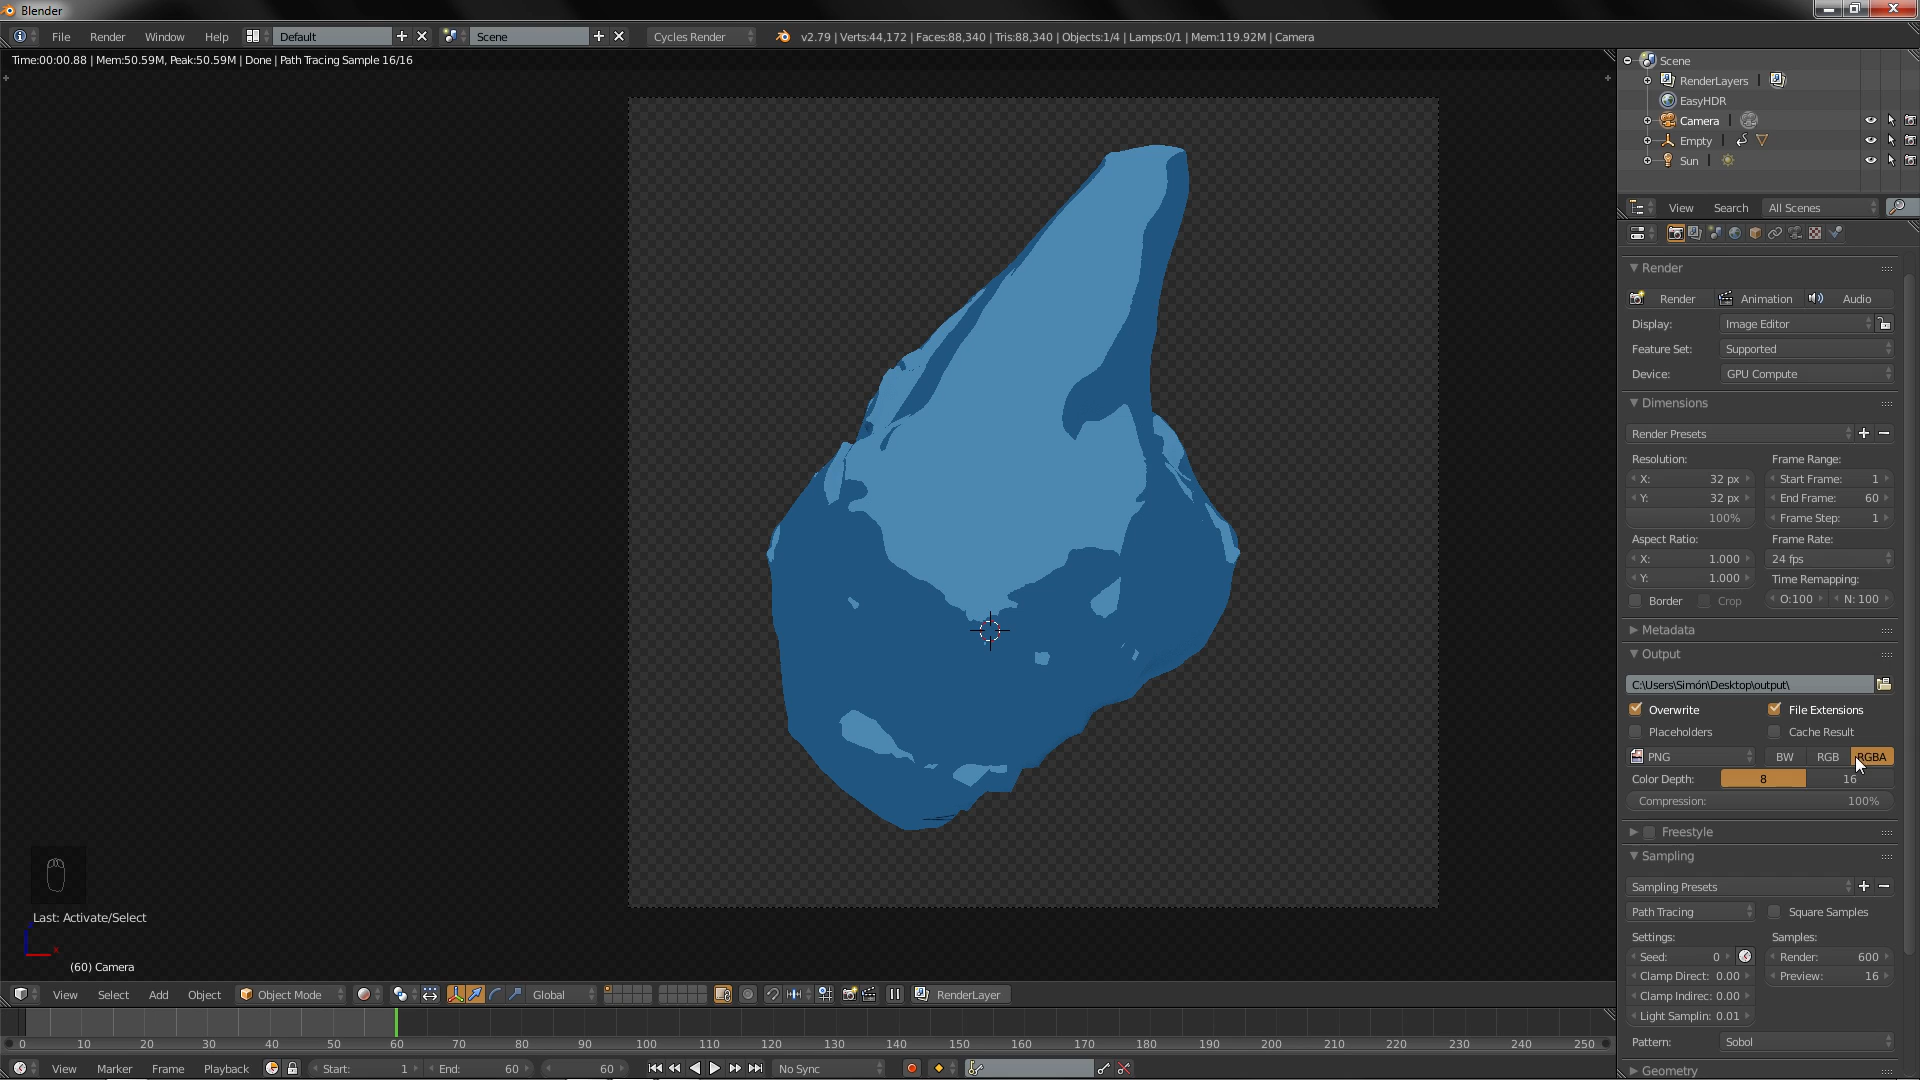 Blender
File Render Window Help Default Scene Cycles Render v2.79 | Verts:44,172 | Faces:88,340 | Tris:88,340 | Objects:1/4 | Lamps:0/1 | Mem:119.92M | Camera
Time:00:00.88 | Mem:50.59M, Peak:50.59M | Done | Path Tracing Sample 16/16
Scene
RenderLayers
EasyHDR
Camera
Empty
Sun
View Search All Scenes
Render
Render Animation Audio
Display: Image Editor
Feature Set: Supported
Device: GPU Compute
Dimensions
Render Presets
Resolution: Frame Range:
X: 32 px Start Frame: 1
Y: 32 px End Frame: 60
100% Frame Step: 1
Aspect Ratio: Frame Rate:
X: 1.000 24 fps
Y: 1.000 Time Remapping:
Border Crop O:100 N: 100
Metadata
Output
C:\Users\Simón\Desktop\output\
Overwrite File Extensions
Placeholders Cache Result
PNG BW RGB RGBA
Color Depth: 8 16
Compression: 100%
Freestyle
Sampling
Sampling Presets
Path Tracing Square Samples
Settings: Samples:
Seed: 0 Render: 600
Clamp Direct: 0.00 Preview: 16
Clamp Indirec: 0.00
Light Samplin: 0.01
Pattern: Sobol
Geometry
Last: Activate/Select
(60) Camera
View Select Add Object Object Mode Global RenderLayer
0 10 20 30 40 50 60 70 80 90 100 110 120 130 140 150 160 170 180 190 200 210 220 230 240 250
View Marker Frame Playback Start: 1 End: 60 60 No Sync